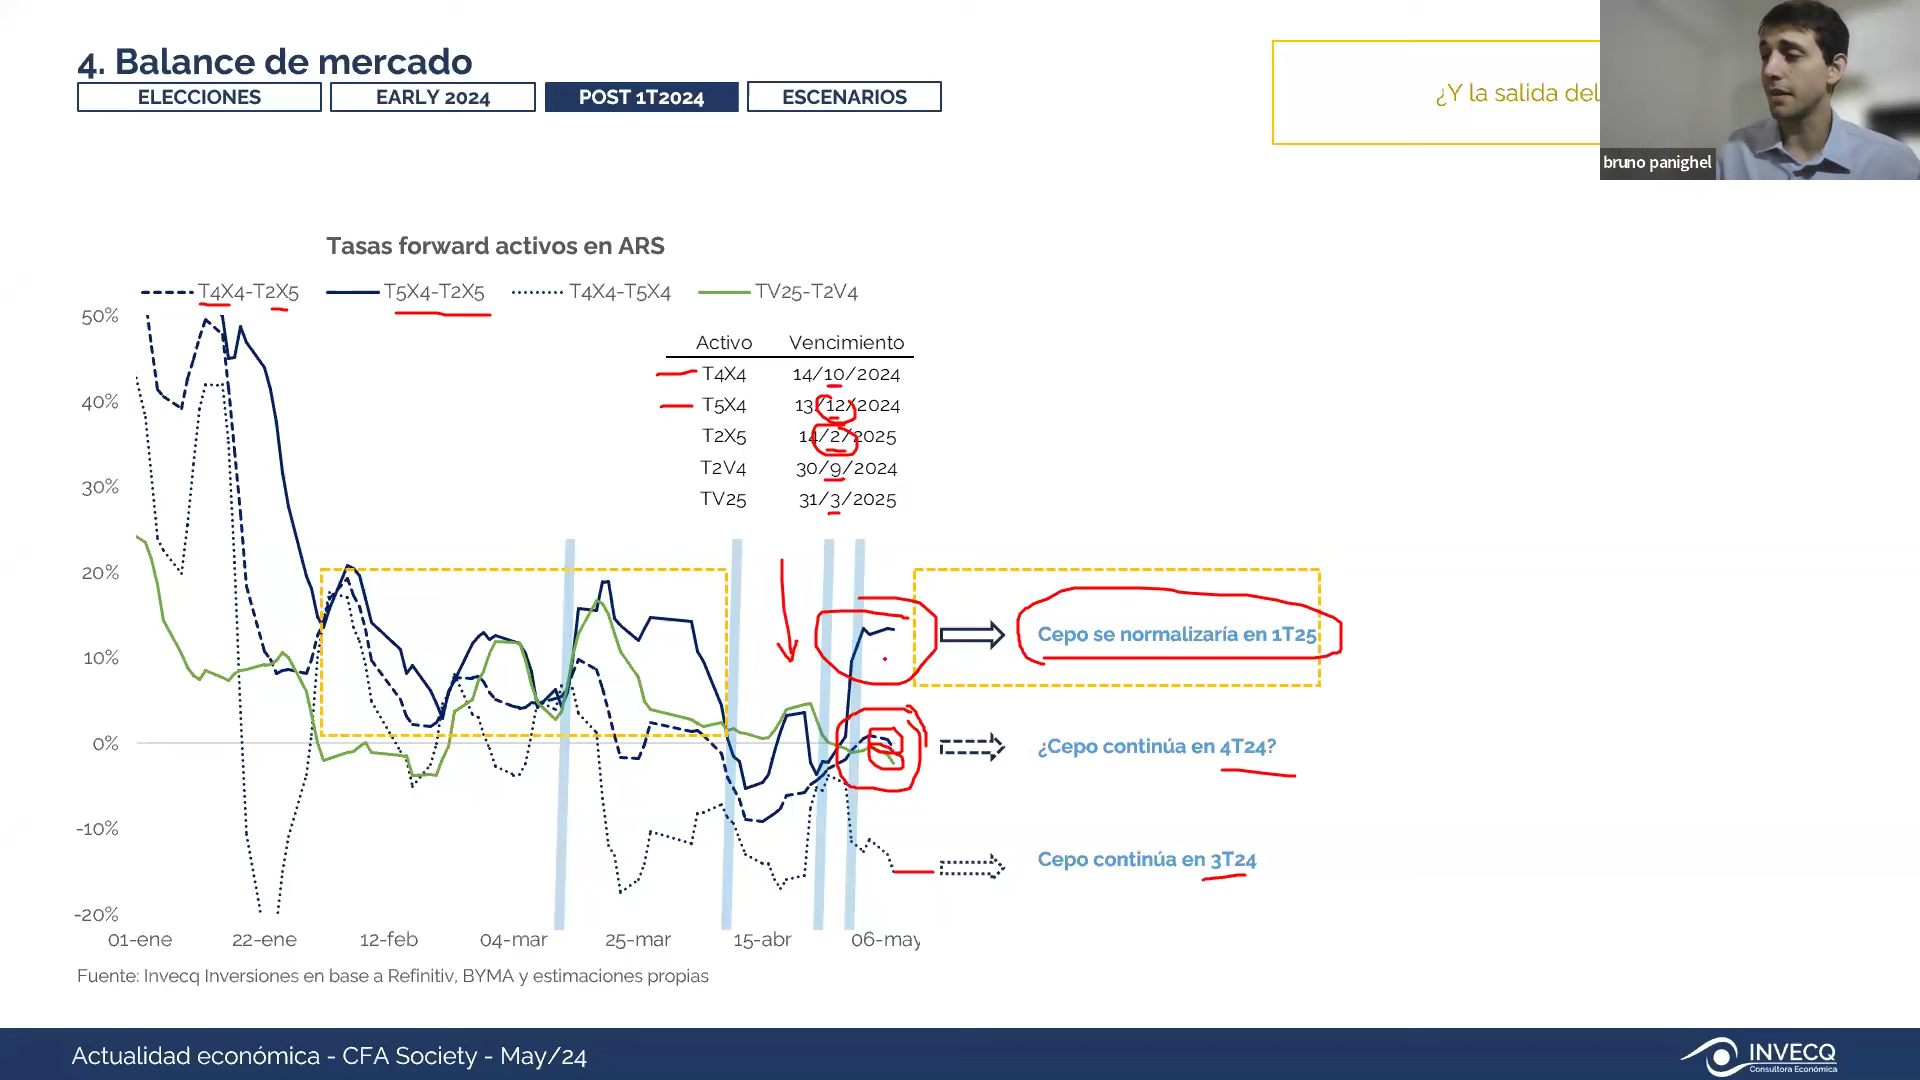 4. Balance de mercado
ELECCIONES
EARLY 2024
POST 1T2024
ESCENARIOS
¿Y la salida del
bruno panighel
Tasas forward activos en ARS
T4X4-T2X5
T5X4-T2X5
T4X4-T5X4
TV25-T2V4
50%
40%
30%
20%
10%
0%
-10%
-20%
Activo Vencimiento
T4X4 14/10/2024
T5X4 13/12/2024
T2X5 14/2/2025
T2V4 30/9/2024
TV25 31/3/2025
Cepo se normalizaría en 1T25
¿Cepo continúa en 4T24?
Cepo continúa en 3T24
01-ene 22-ene 12-feb 04-mar 25-mar 15-abr 06-may
Fuente: Invecq Inversiones en base a Refinitiv, BYMA y estimaciones propias
Actualidad económica - CFA Society - May/24
INVECQ
Consultora Económica